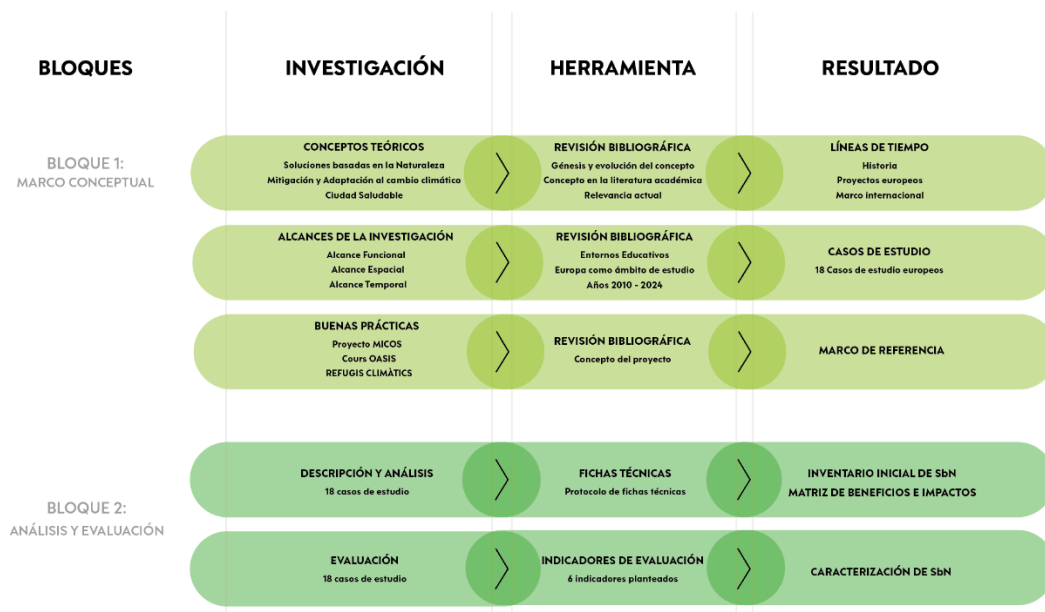 BLOQUES
INVESTIGACIÓN
HERRAMIENTA
RESULTADO
BLOQUE 1:
MARCO CONCEPTUAL
CONCEPTOS TEÓRICOS
Soluciones basadas en la Naturaleza
Mitigación y Adaptación al cambio climático
Ciudad Saludable
REVISIÓN BIBLIOGRÁFICA
Génesis y evolución del concepto
Concepto en la literatura académica
Relevancia actual
LÍNEAS DE TIEMPO
Historia
Proyectos europeos
Marco internacional
ALCANCES DE LA INVESTIGACIÓN
Alcance Funcional
Alcance Espacial
Alcance Temporal
REVISIÓN BIBLIOGRÁFICA
Entornos Educativos
Europa como ámbito de estudio
Años 2010 - 2024
CASOS DE ESTUDIO
18 Casos de estudio europeos
BUENAS PRÁCTICAS
Proyecto MICOS
Cours OASIS
REFUGIS CLIMÀTICS
REVISIÓN BIBLIOGRÁFICA
Concepto del proyecto
MARCO DE REFERENCIA
BLOQUE 2:
ANÁLISIS Y EVALUACIÓN
DESCRIPCIÓN Y ANÁLISIS
18 casos de estudio
FICHAS TÉCNICAS
Protocolo de fichas técnicas
INVENTARIO INICIAL DE SbN
MATRIZ DE BENEFICIOS E IMPACTOS
EVALUACIÓN
18 casos de estudio
INDICADORES DE EVALUACIÓN
6 indicadores planteados
CARACTERIZACIÓN DE SbN